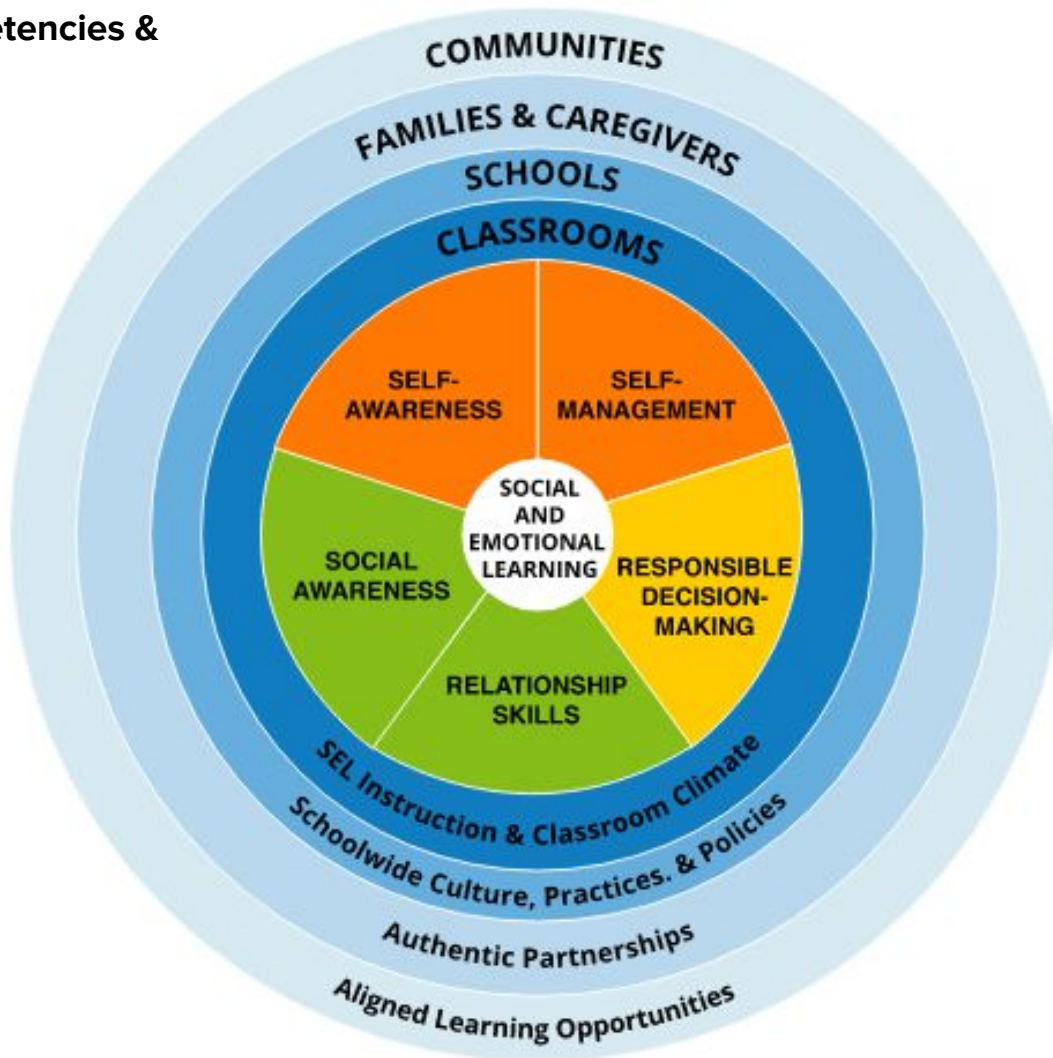 etencies &
COMMUNITIES
FAMILIES & CAREGIVERS
SCHOOLS
CLASSROOMS
SELF-
AWARENESS
SELF-
MANAGEMENT
SOCIAL
AND
EMOTIONAL
LEARNING
SOCIAL
AWARENESS
RESPONSIBLE
DECISION-
MAKING
RELATIONSHIP
SKILLS
SEL Instruction & Classroom Climate
Schoolwide Culture, Practices. & Policies
Authentic Partnerships
Aligned Learning Opportunities